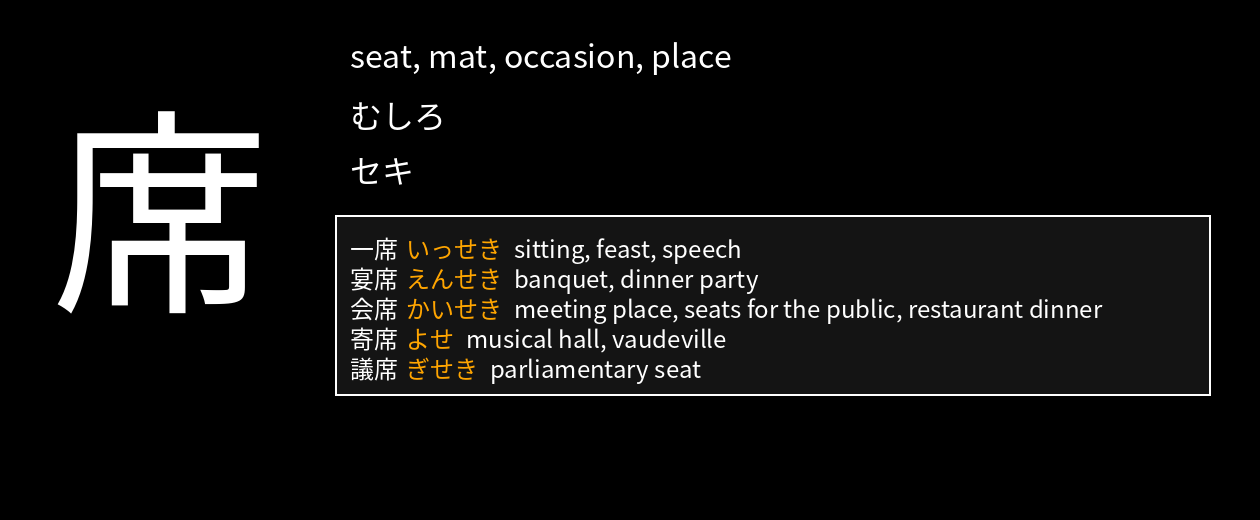 席
seat, mat, occasion, place
むしろ
セキ
一席 いっせき sitting, feast, speech
宴席 えんせき banquet, dinner party
会席 かいせき meeting place, seats for the public, restaurant dinner
寄席 よせ musical hall, vaudeville
議席 ぎせき parliamentary seat